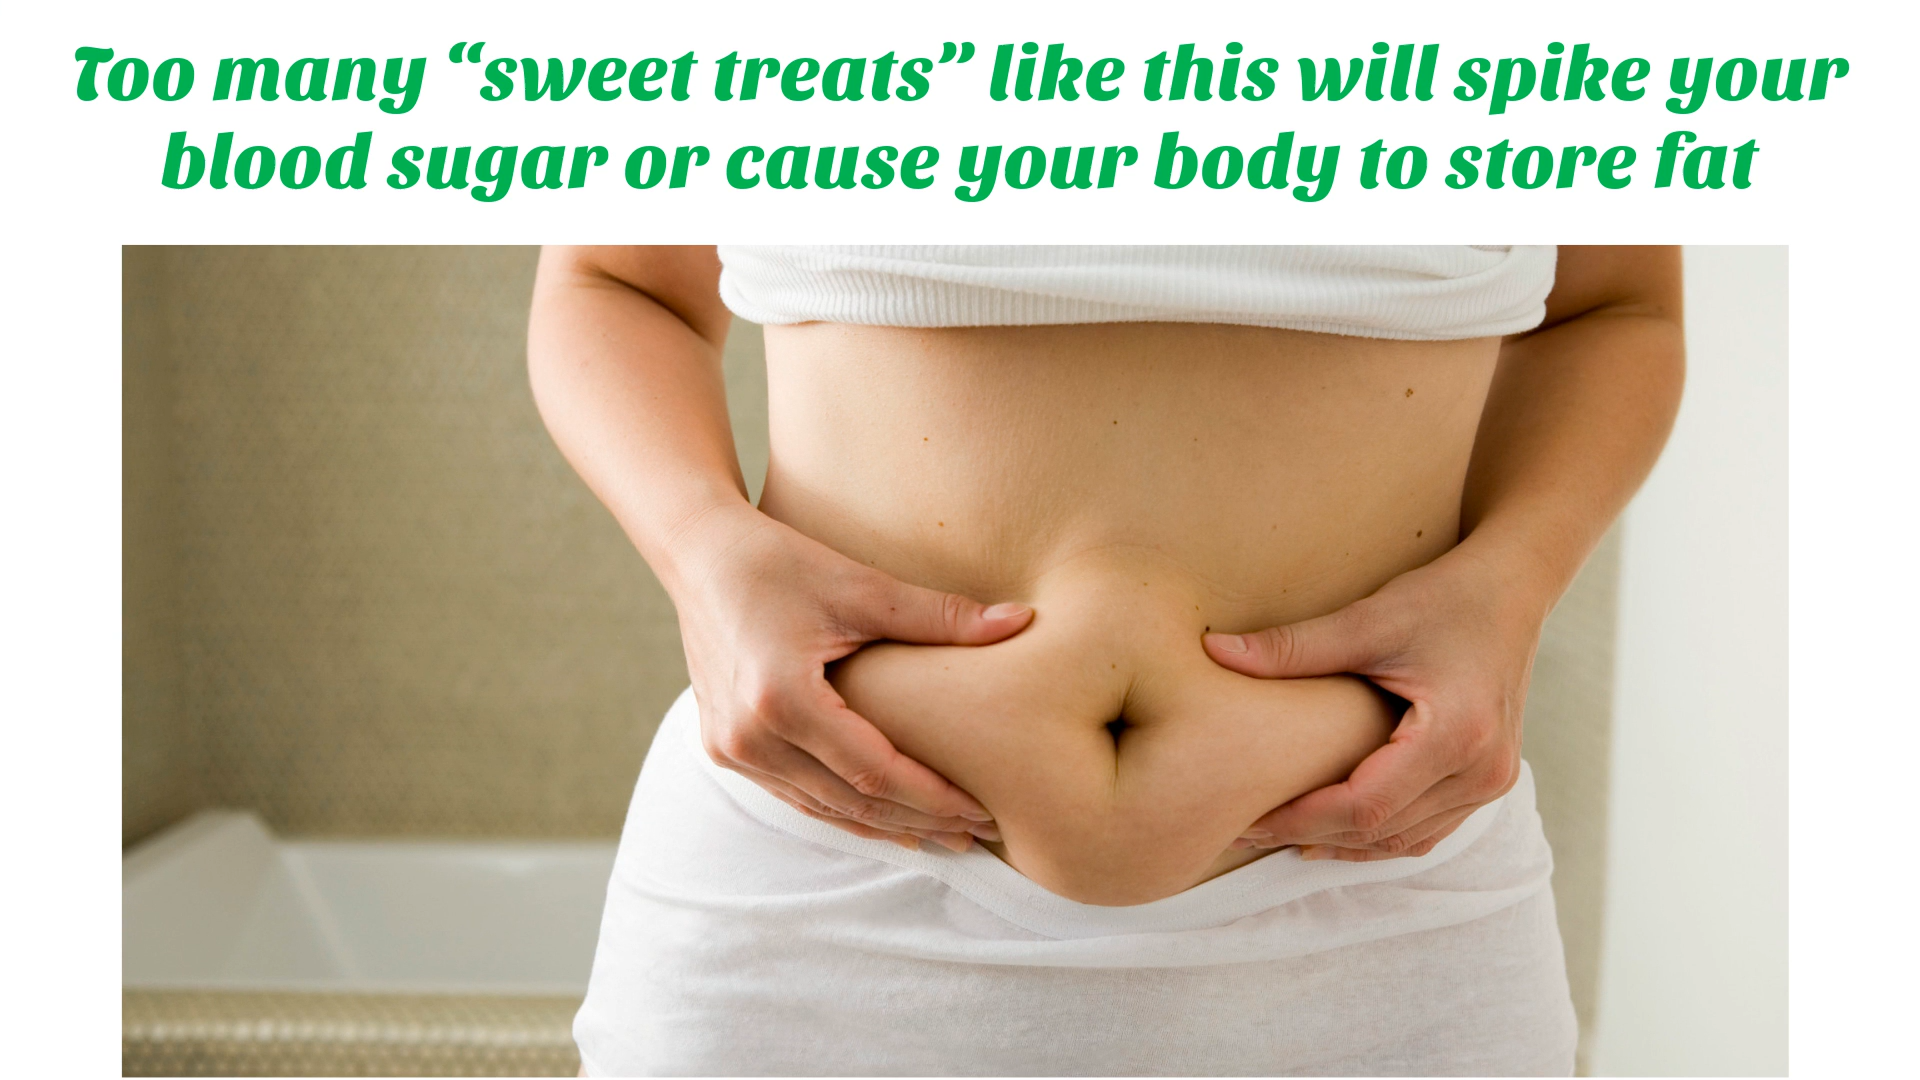 Too many “sweet treats” like this will spike your
blood sugar or cause your body to store fat